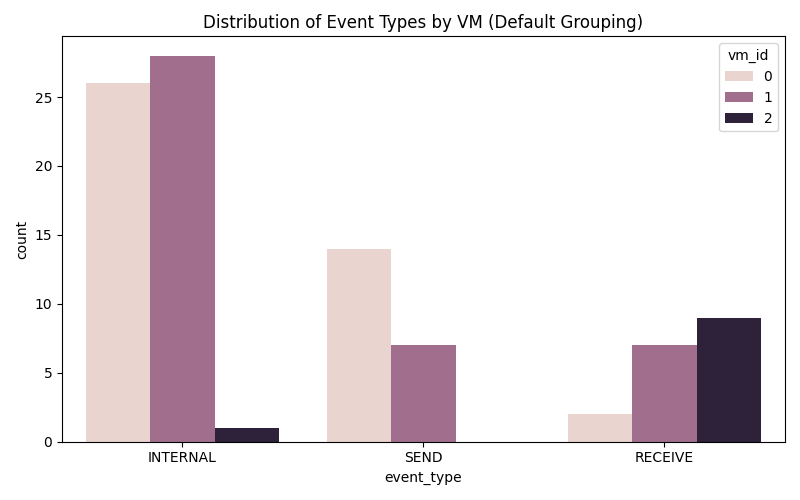 Distribution of Event Types by VM (Default Grouping)
vm_id
0
1
2
25
20
15
10
5
0
count
INTERNAL
SEND
RECEIVE
event_type